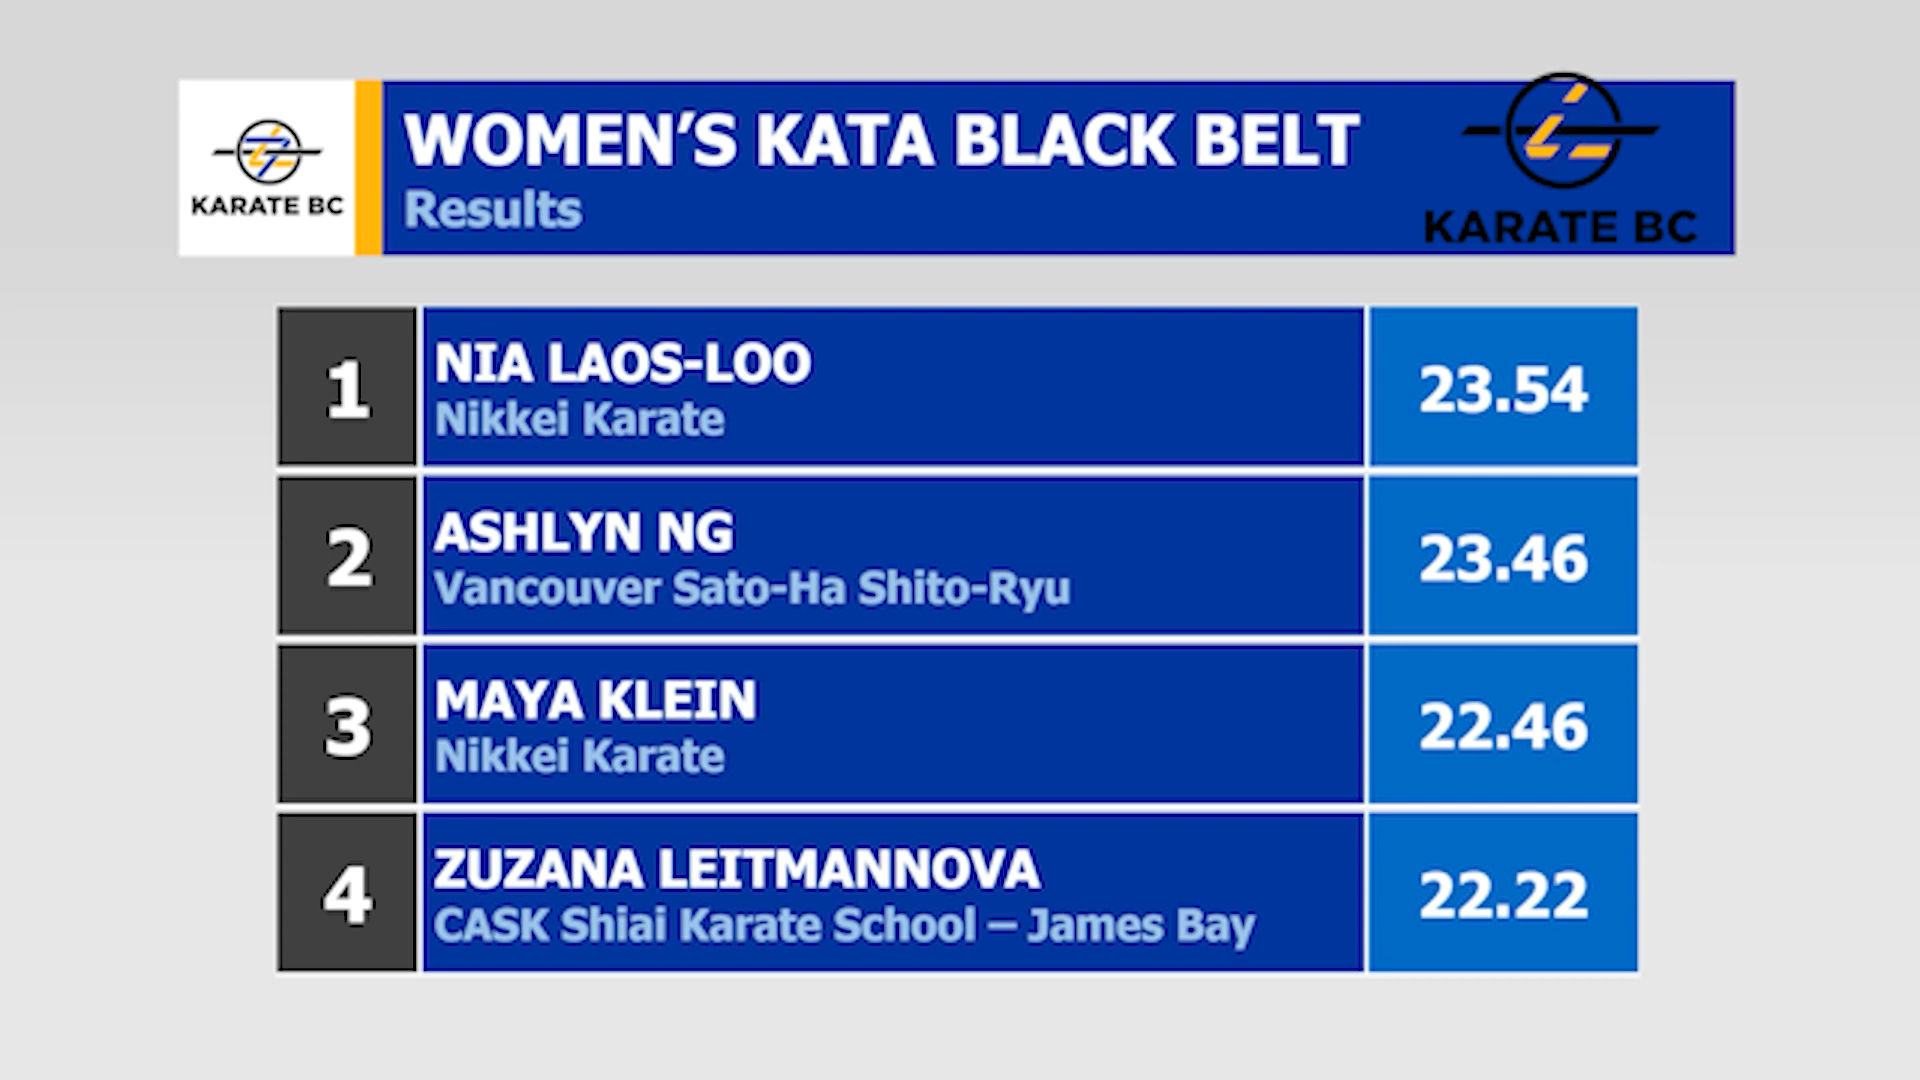 KARATE BC
WOMEN’S KATA BLACK BELT
Results
KARATE BC
1
NIA LAOS-LOO
Nikkei Karate
23.54
2
ASHLYN NG
Vancouver Sato-Ha Shito-Ryu
23.46
3
MAYA KLEIN
Nikkei Karate
22.46
4
ZUZANA LEITMANNOVA
CASK Shiai Karate School – James Bay
22.22